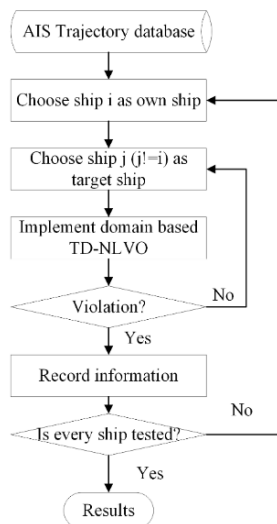 AIS Trajectory database
Choose ship i as own ship
Choose ship j (j!=i) as
target ship
Implement domain based
TD-NLVO
Violation?
No
Yes
Record information
Is every ship tested?
No
Yes
Results